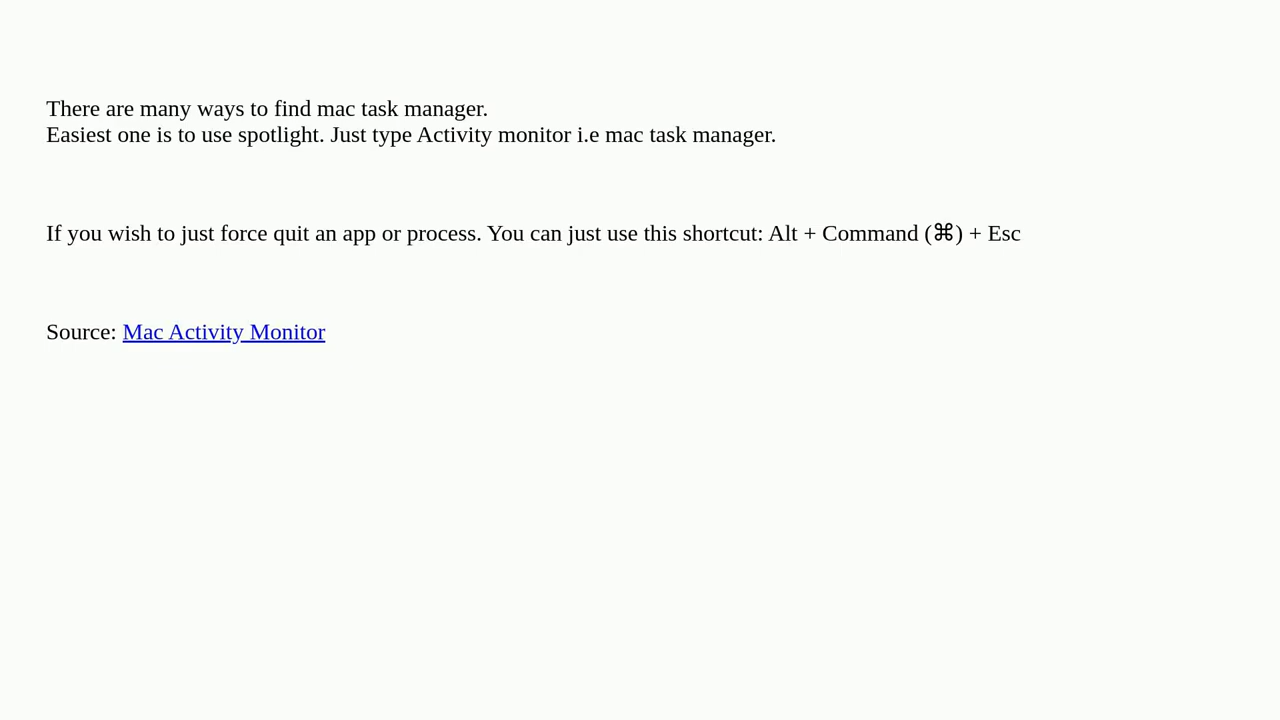 There are many ways to find mac task manager.
Easiest one is to use spotlight. Just type Activity monitor i.e mac task manager.
If you wish to just force quit an app or process. You can just use this shortcut: Alt + Command (⌘) + Esc
Source: Mac Activity Monitor